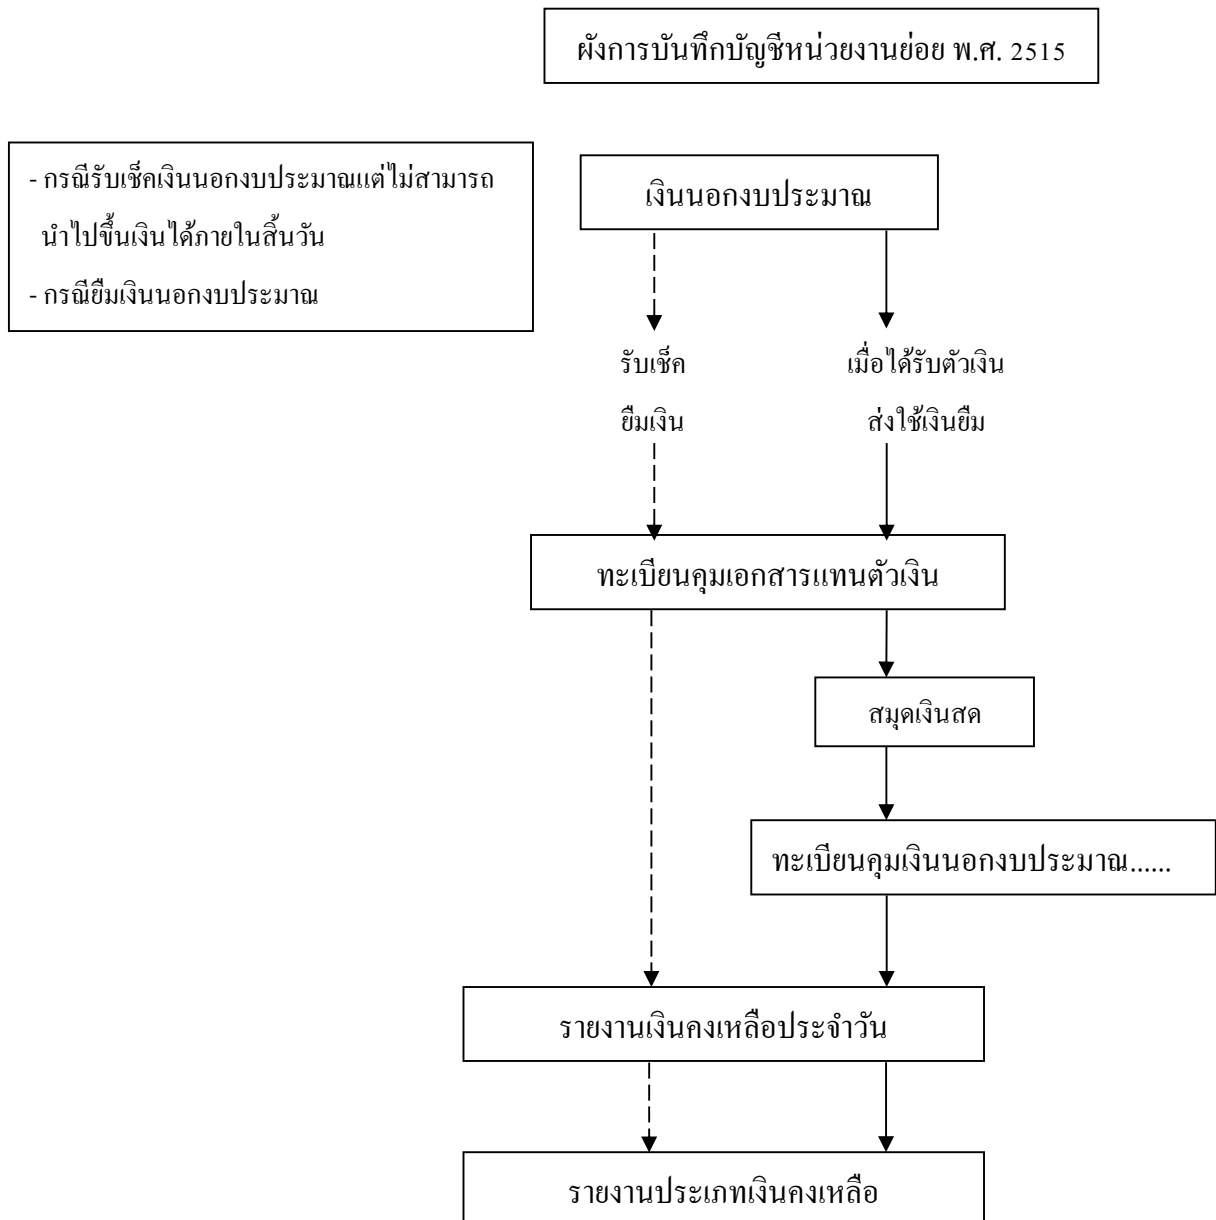 ผังการบันทึกบัญชีหน่วยงานย่อย พ.ศ. 2515
- กรณีรับเช็คเงินนอกงบประมาณแต่ไม่สามารถ
นำไปขึ้นเงินได้ภายในสิ้นวัน
- กรณียืมเงินนอกงบประมาณ
เงินนอกงบประมาณ
รับเช็ค
ยืมเงิน
เมื่อได้รับตัวเงิน
ส่งใช้เงินยืม
ทะเบียนคุมเอกสารแทนตัวเงิน
สมุดเงินสด
ทะเบียนคุมเงินนอกงบประมาณ......
รายงานเงินคงเหลือประจำวัน
รายงานประเภทเงินคงเหลือ